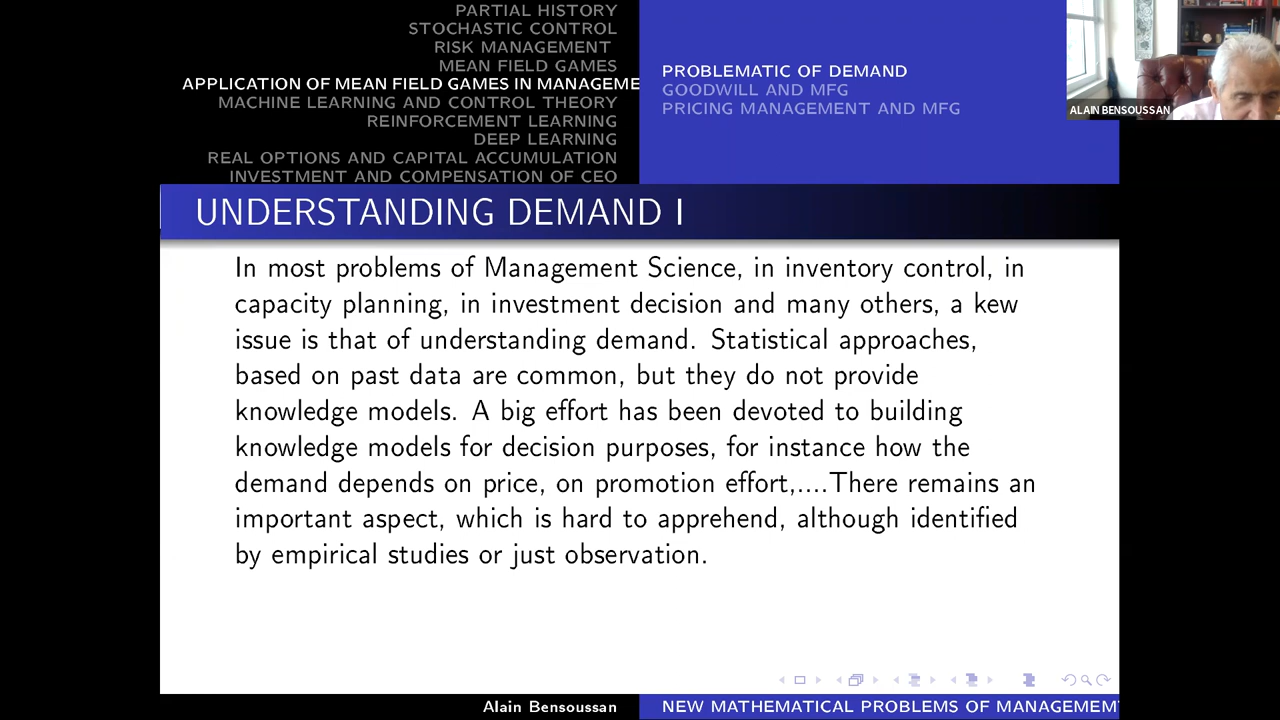 PARTIAL HISTORY
STOCHASTIC CONTROL
RISK MANAGEMENT
MEAN FIELD GAMES
APPLICATION OF MEAN FIELD GAMES IN MANAGEME
MACHINE LEARNING AND CONTROL THEORY
REINFORCEMENT LEARNING
DEEP LEARNING
REAL OPTIONS AND CAPITAL ACCUMULATION
INVESTMENT AND COMPENSATION OF CEO
PROBLEMATIC OF DEMAND
GOODWILL AND MFG
PRICING MANAGEMENT AND MFG
ALAIN BENSOUSSAN
UNDERSTANDING DEMAND I
In most problems of Management Science, in inventory control, in
capacity planning, in investment decision and many others, a kew
issue is that of understanding demand. Statistical approaches,
based on past data are common, but they do not provide
knowledge models. A big effort has been devoted to building
knowledge models for decision purposes, for instance how the
demand depends on price, on promotion effort,....There remains an
important aspect, which is hard to apprehend, although identified
by empirical studies or just observation.
Alain Bensoussan
NEW MATHEMATICAL PROBLEMS OF MANAGEMENT